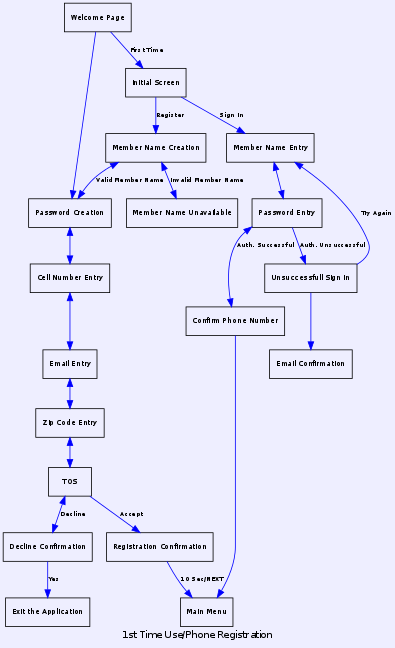 Welcome Page
First Time
Initial Screen
Register
Sign In
Member Name Creation
Member Name Entry
Valid Member Name
Invalid Member Name
Password Creation
Member Name Unavailable
Password Entry
Try Again
Auth. Successful
Auth. Unsuccessful
Cell Number Entry
Unsuccessfull Sign In
Confirm Phone Number
Email Entry
Email Confirmation
Zip Code Entry
TOS
Decline
Accept
Decline Confirmation
Registration Confirmation
Yes
10 Sec/NEXT
Exit the Application
Main Menu
1st Time Use/Phone Registration